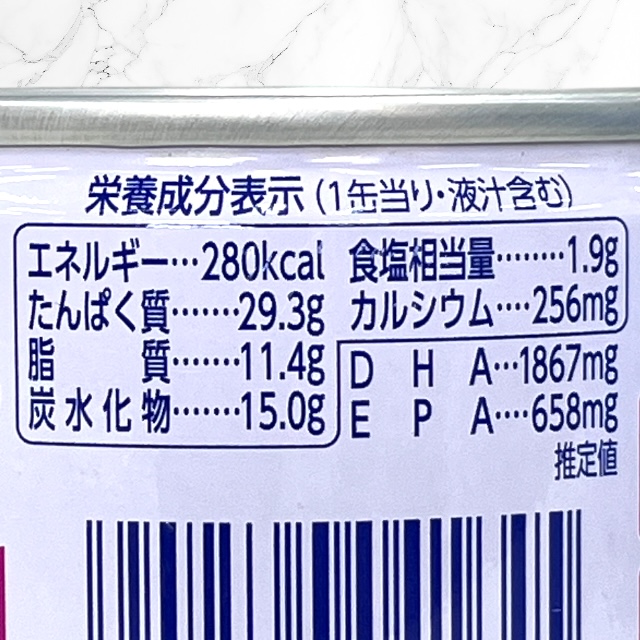 栄養成分表示(1缶当り・液汁含む)
エネルギー…280kcal
たんぱく質……29.3g
脂質……11.4g
炭水化物……15.0g
食塩相当量………1.9g
カルシウム……256mg
DHA…1867mg
EPA……658mg
推定値